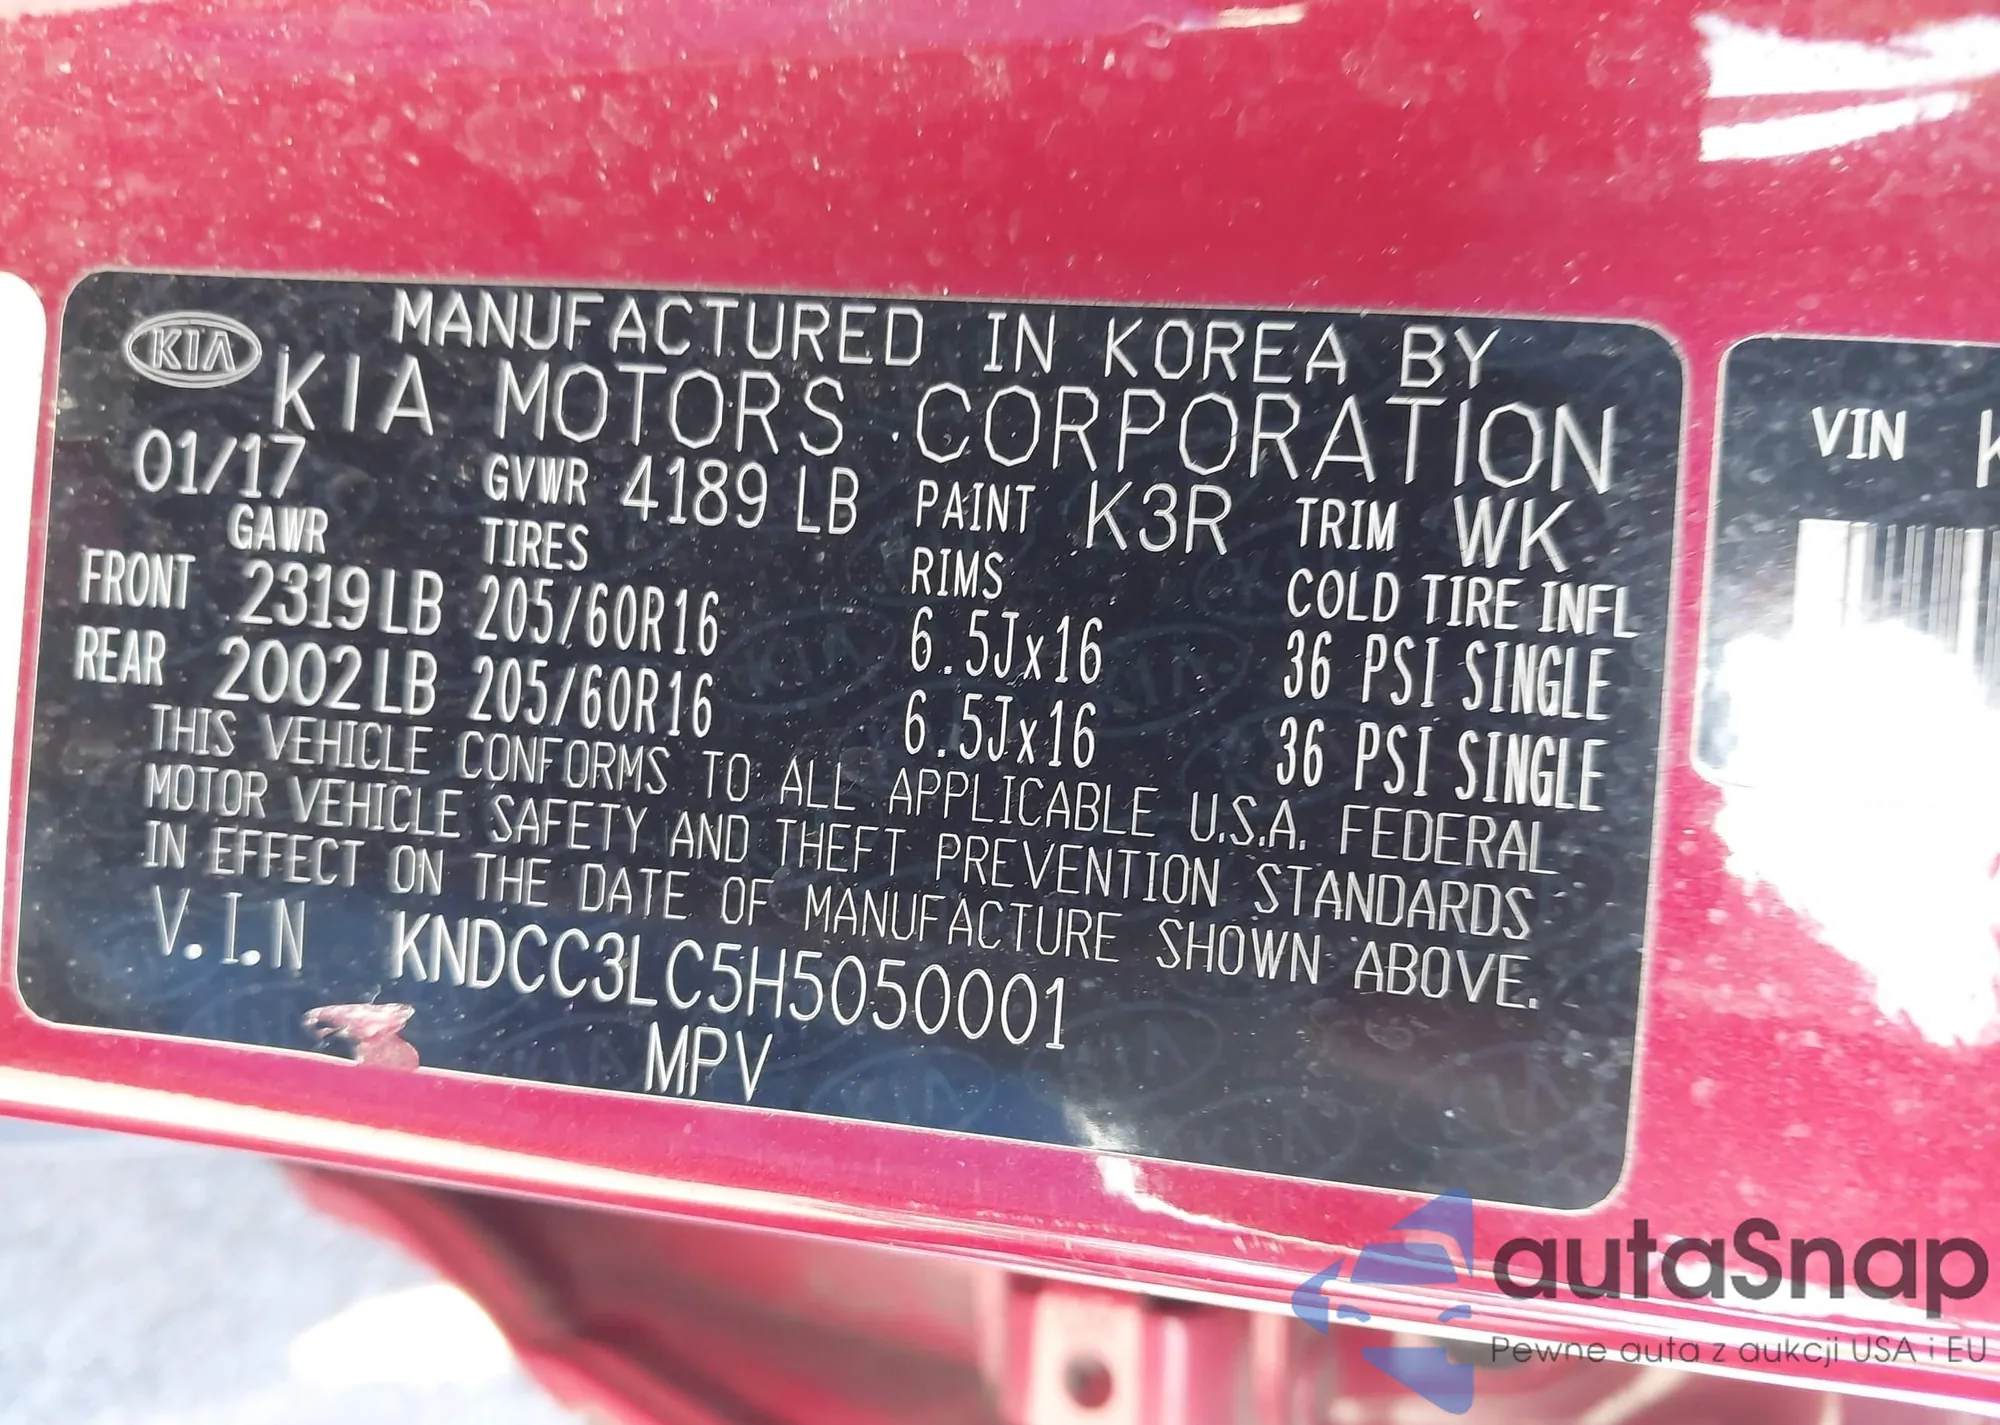 KIA
MANUFACTURED IN KOREA BY
KIA MOTORS CORPORATION
01/17 GVWR 4189 LB PAINT K3R TRIM WK
GAWR TIRES RIMS COLD TIRE INFL
FRONT 2319 LB 205/60R16 6.5Jx16 36 PSI SINGLE
REAR 2002 LB 205/60R16 6.5Jx16 36 PSI SINGLE
THIS VEHICLE CONFORMS TO ALL APPLICABLE U.S.A. FEDERAL
MOTOR VEHICLE SAFETY AND THEFT PREVENTION STANDARDS
IN EFFECT ON THE DATE OF MANUFACTURE SHOWN ABOVE.
V.I.N KNDCC3LC5H5050001
MPV
VIN K
autaSnap
Pewne auta z aukcji USA i EU